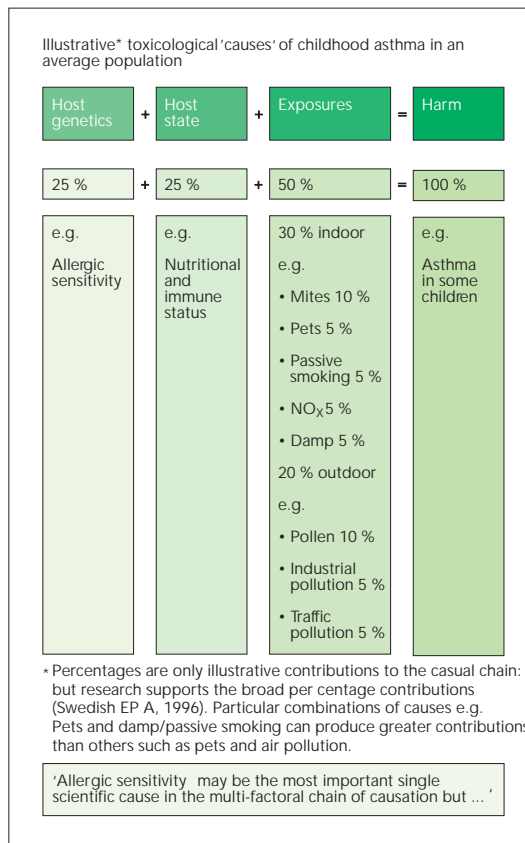 Illustrative* toxicological 'causes' of childhood asthma in an
average population
Host
genetics
+
Host
state
+
Exposures
=
Harm
25 %
+
25 %
+
50 %
=
100 %
e.g.
Allergic
sensitivity
e.g.
Nutritional
and
immune
status
30 % indoor
e.g.
• Mites 10 %
• Pets 5 %
• Passive
smoking 5 %
• NOX 5 %
• Damp 5 %
20 % outdoor
e.g.
• Pollen 10 %
• Industrial
pollution 5 %
• Traffic
pollution 5 %
e.g.
Asthma
in some
children
* Percentages are only illustrative contributions to the casual chain:
but research supports the broad per centage contributions
(Swedish EP A, 1996). Particular combinations of causes e.g.
Pets and damp/passive smoking can produce greater contributions
than others such as pets and air pollution.
'Allergic sensitivity may be the most important single
scientific cause in the multi-factoral chain of causation but ... '